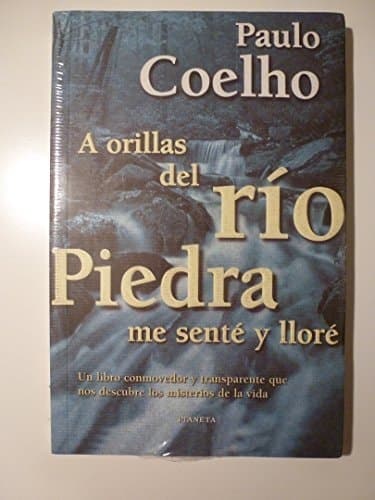 Paulo
Coelho
A orillas
del río
Piedra
me senté y lloré
Un libro conmovedor y transparente que
nos descubre los misterios de la vida
PLANETA